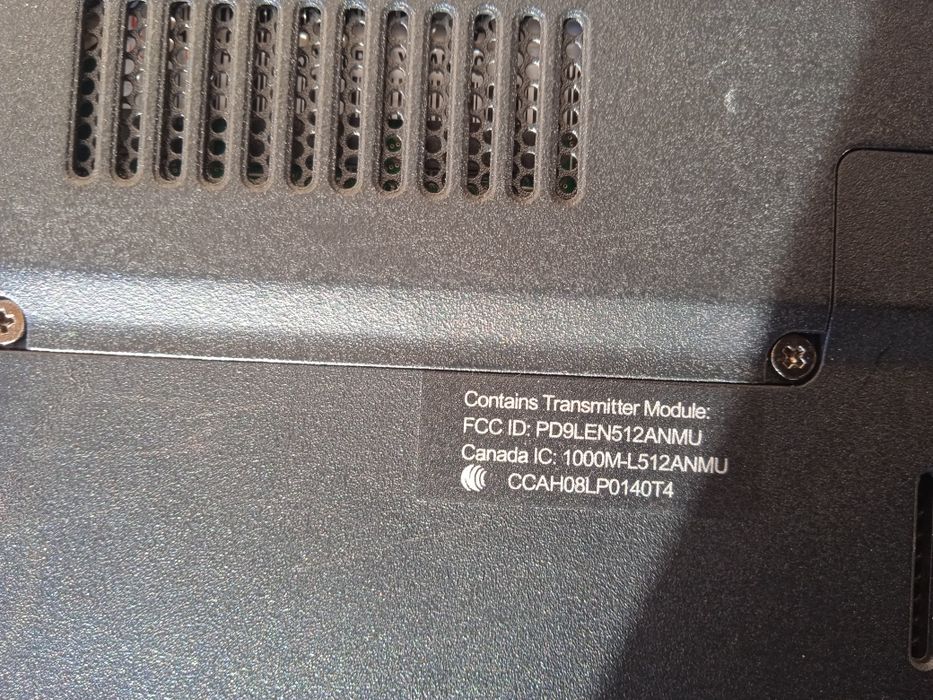 Contains Transmitter Module:
FCC ID: PD9LEN512ANMU
Canada IC: 1000M-L512ANMU
CCAH08LP0140T4